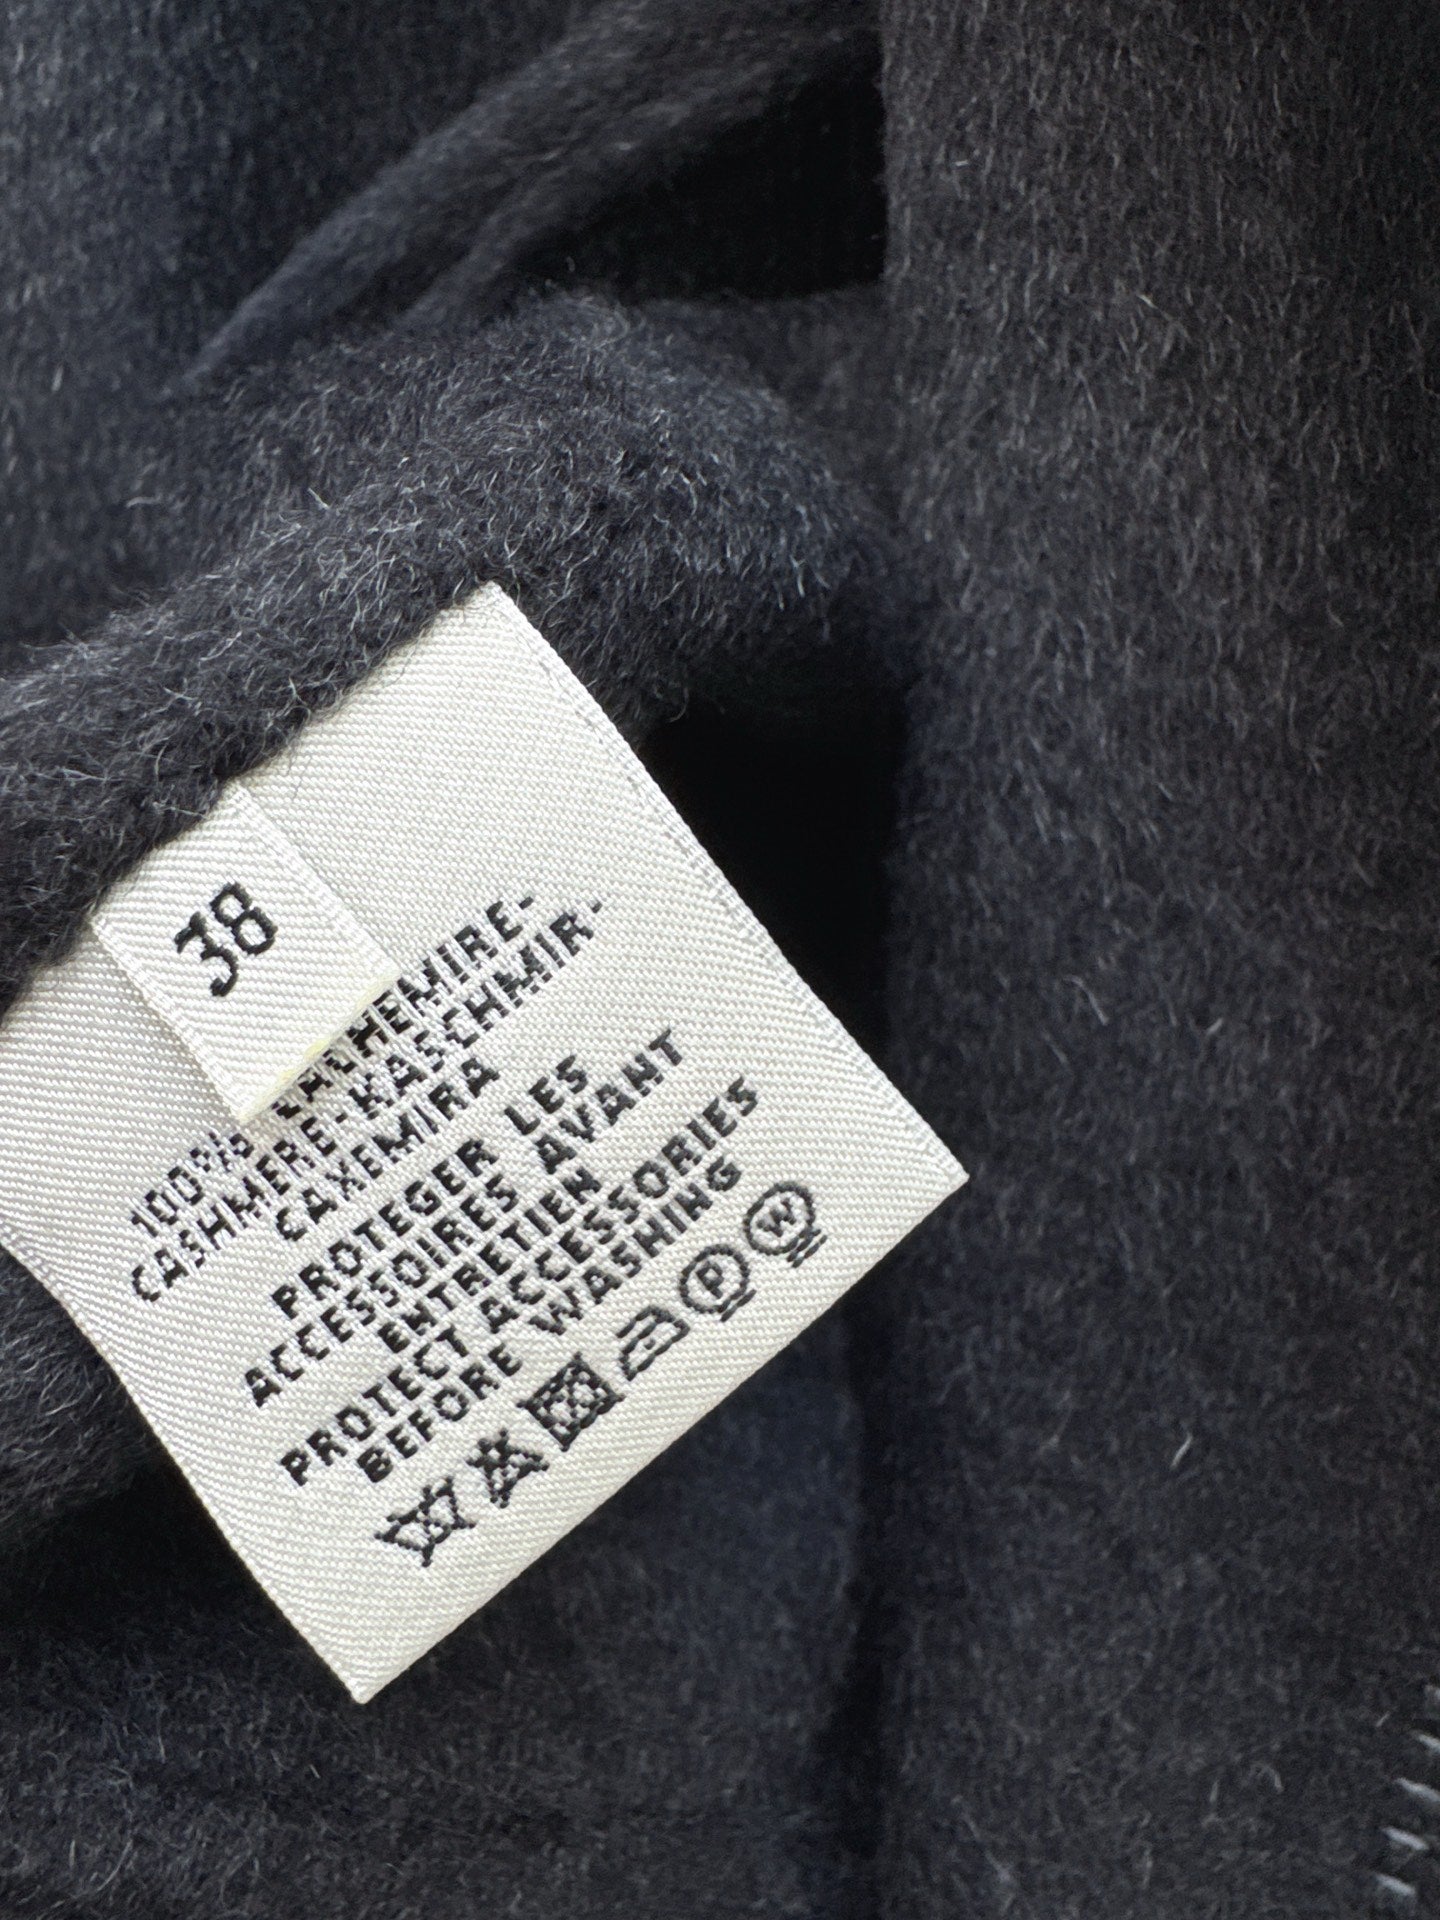 38
100% CACHEMIRE-
CASHMERE-KASCHMIR-
CAXEMIRA
PROTEGER LES
ACCESSOIRES AVANT
ENTRETIEN
PROTECT ACCESSORIES
BEFORE WASHING
P W